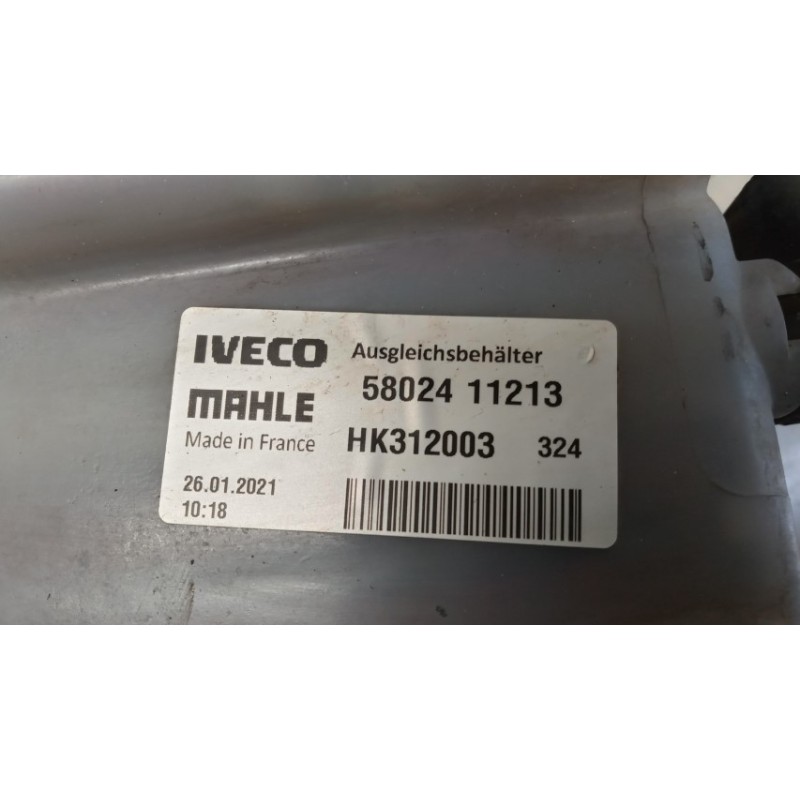 IVECO Ausgleichsbehälter
MAHLE 58024 11213
Made in France HK312003 324
26.01.2021
10:18